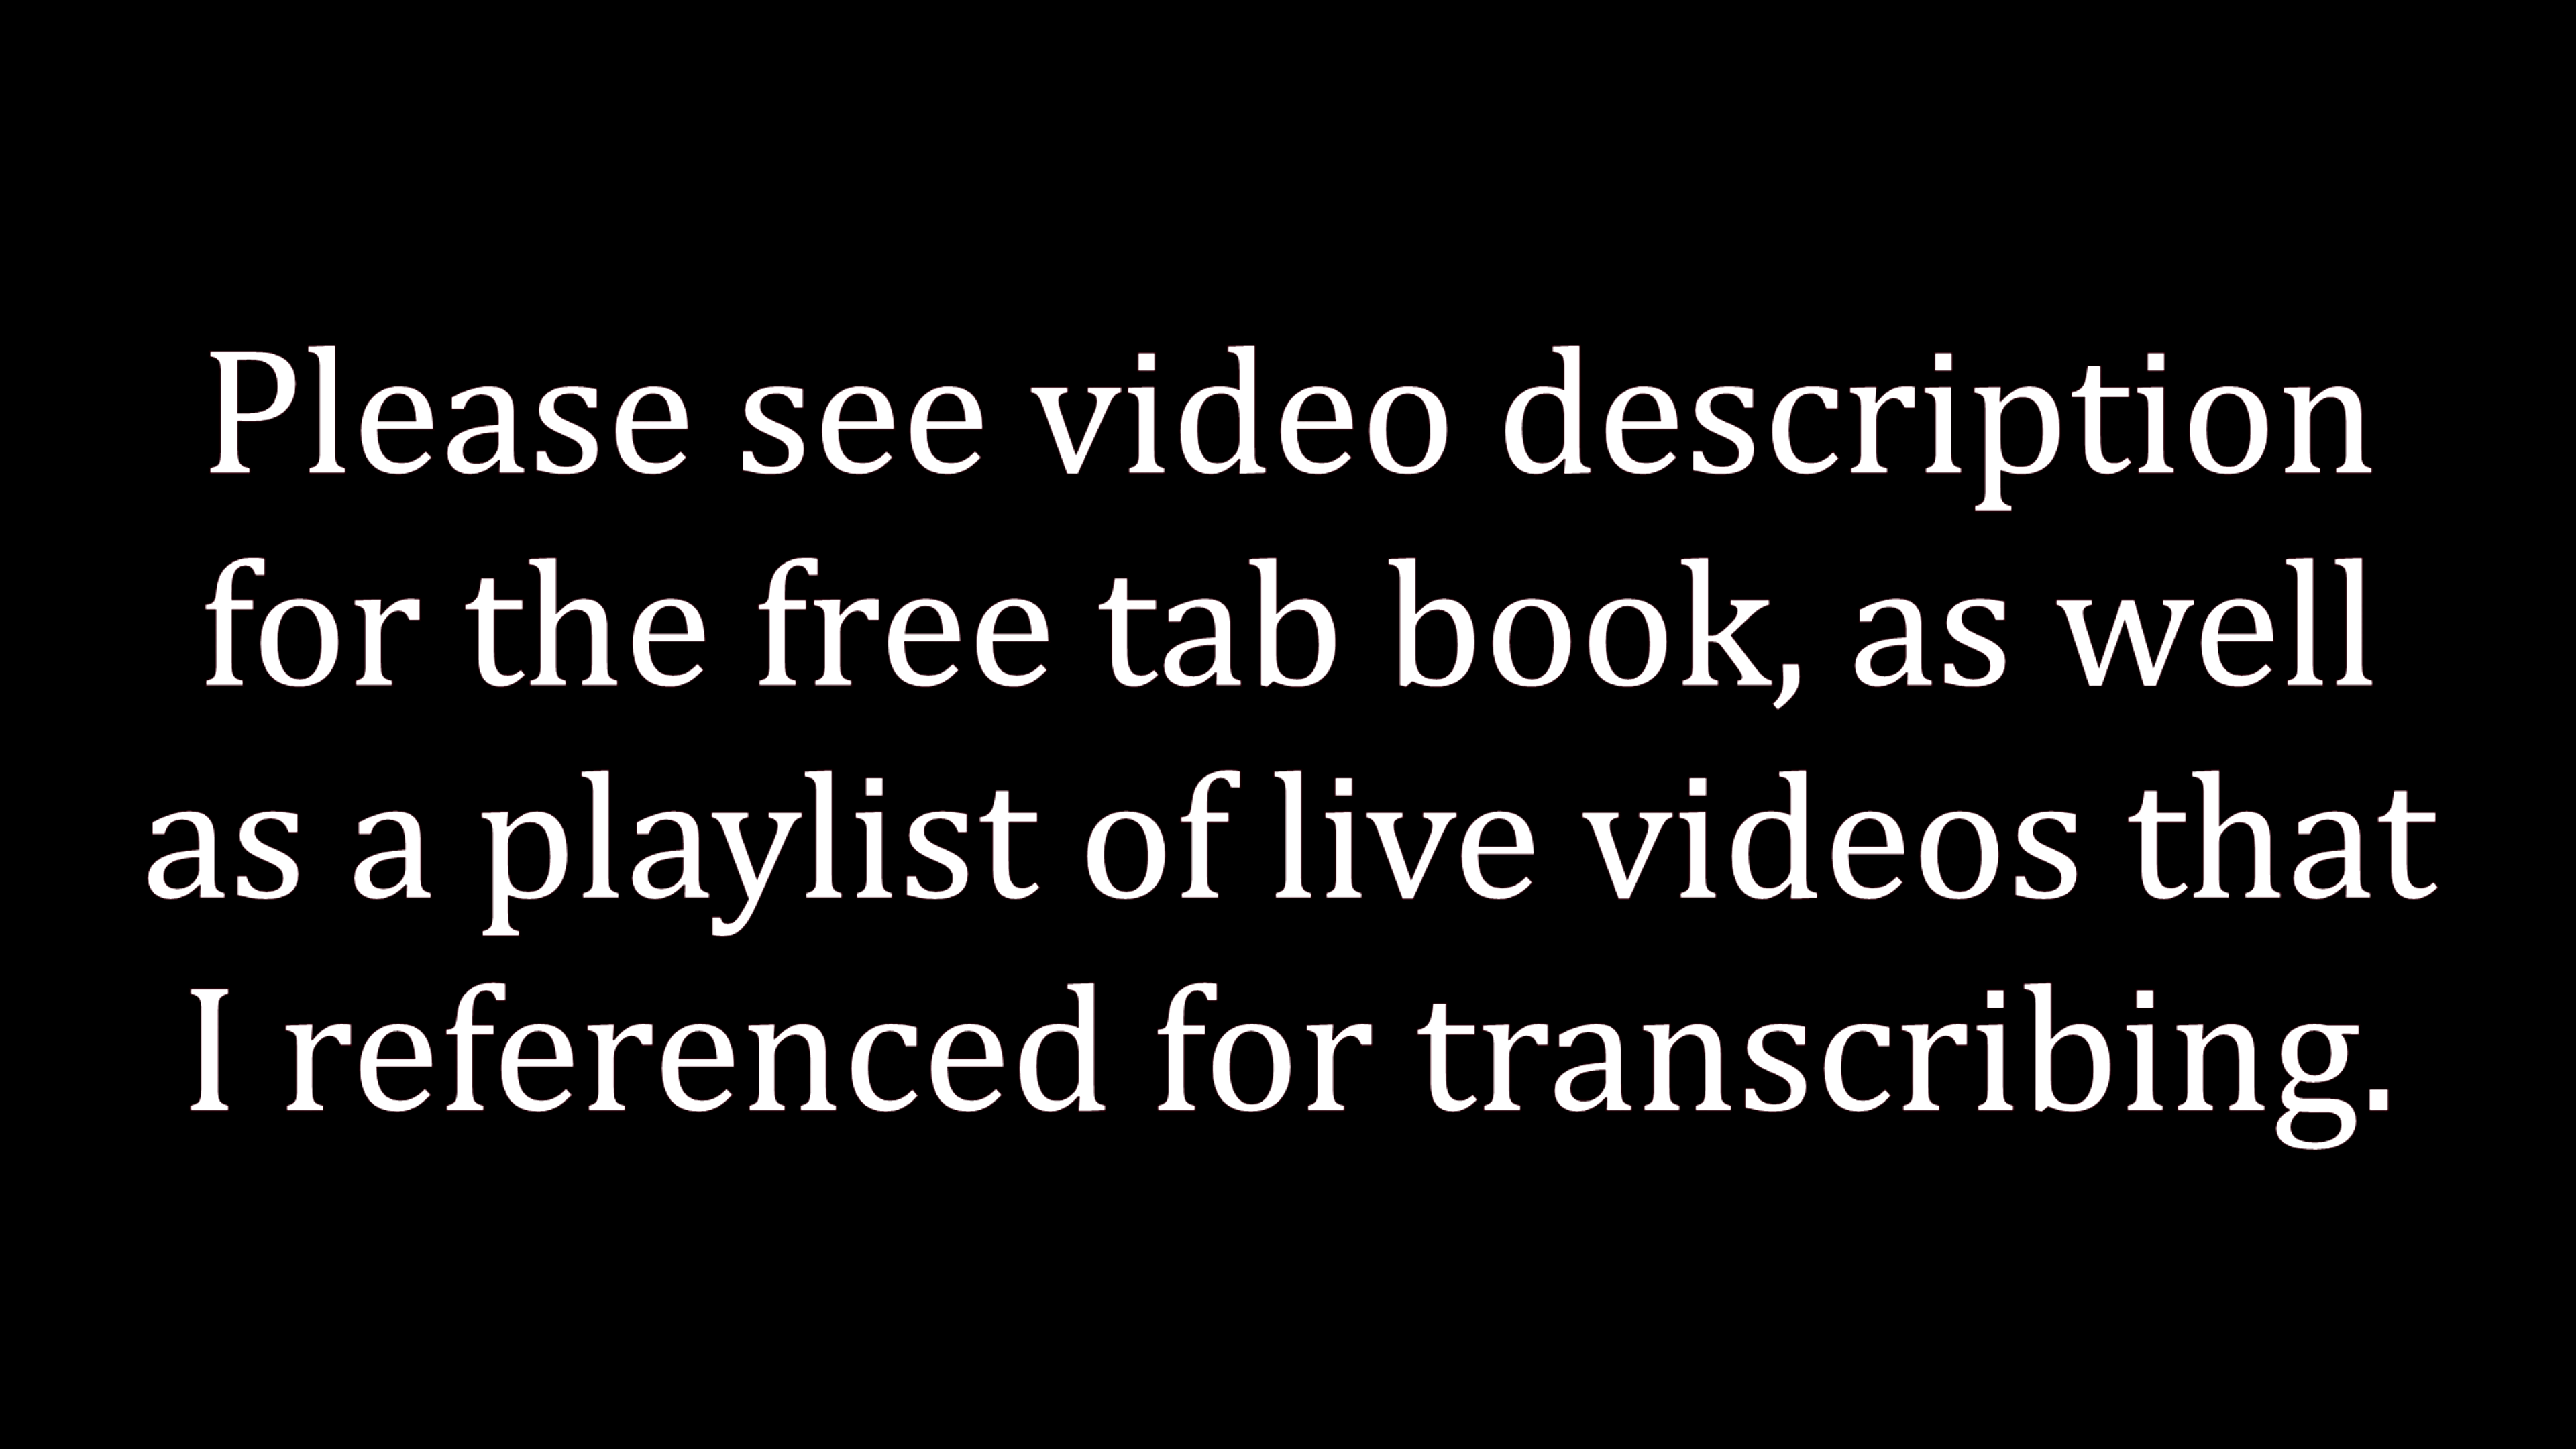 Please see video description
for the free tab book, as well
as a playlist of live videos that
I referenced for transcribing.